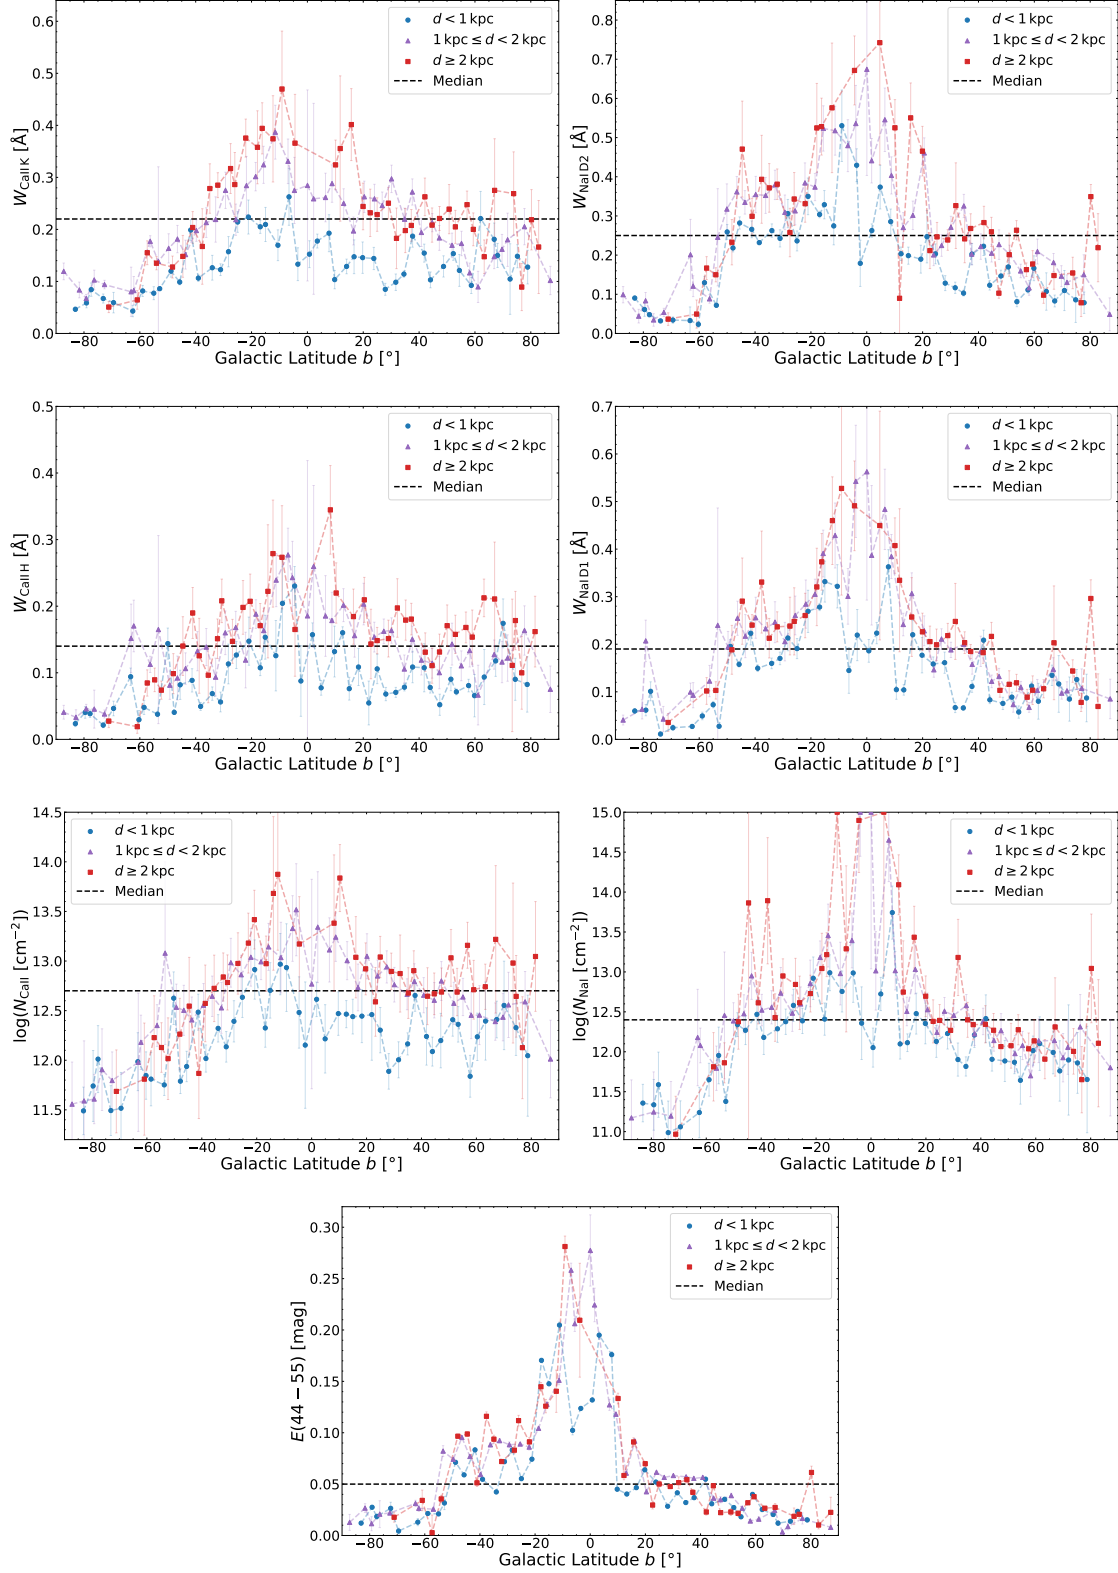 0.6
0.5
0.4
0.3
0.2
0.1
0.0
W_CaII K [Å]
d < 1 kpc
1 kpc ≤ d < 2 kpc
d ≥ 2 kpc
Median
−80 −60 −40 −20 0 20 40 60 80
Galactic Latitude b [°]
0.8
0.7
0.6
0.5
0.4
0.3
0.2
0.1
0.0
W_NaI D2 [Å]
d < 1 kpc
1 kpc ≤ d < 2 kpc
d ≥ 2 kpc
Median
−80 −60 −40 −20 0 20 40 60 80
Galactic Latitude b [°]
0.5
0.4
0.3
0.2
0.1
0.0
W_CaII H [Å]
d < 1 kpc
1 kpc ≤ d < 2 kpc
d ≥ 2 kpc
Median
−80 −60 −40 −20 0 20 40 60 80
Galactic Latitude b [°]
0.7
0.6
0.5
0.4
0.3
0.2
0.1
0.0
W_NaI D1 [Å]
d < 1 kpc
1 kpc ≤ d < 2 kpc
d ≥ 2 kpc
Median
−80 −60 −40 −20 0 20 40 60 80
Galactic Latitude b [°]
14.5
14.0
13.5
13.0
12.5
12.0
11.5
log(N_CaII [cm⁻²])
d < 1 kpc
1 kpc ≤ d < 2 kpc
d ≥ 2 kpc
Median
−80 −60 −40 −20 0 20 40 60 80
Galactic Latitude b [°]
15.0
14.5
14.0
13.5
13.0
12.5
12.0
11.5
11.0
log(N_NaI [cm⁻²])
d < 1 kpc
1 kpc ≤ d < 2 kpc
d ≥ 2 kpc
Median
−80 −60 −40 −20 0 20 40 60 80
Galactic Latitude b [°]
0.30
0.25
0.20
0.15
0.10
0.05
0.00
E(44 − 55) [mag]
d < 1 kpc
1 kpc ≤ d < 2 kpc
d ≥ 2 kpc
Median
−80 −60 −40 −20 0 20 40 60 80
Galactic Latitude b [°]